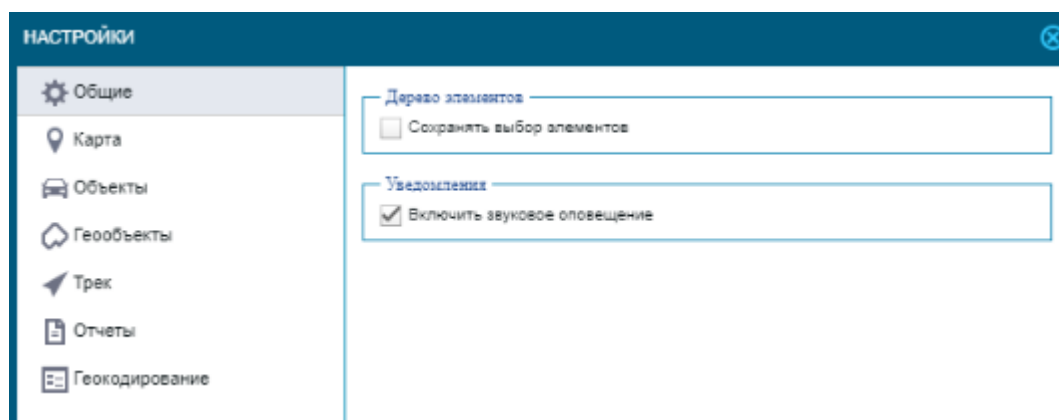 НАСТРОЙКИ
Общие
Карта
Объекты
Геообъекты
Трек
Отчеты
Геокодирование
Дерево элементов
Сохранять выбор элементов
Уведомления
Включить звуковое оповещение